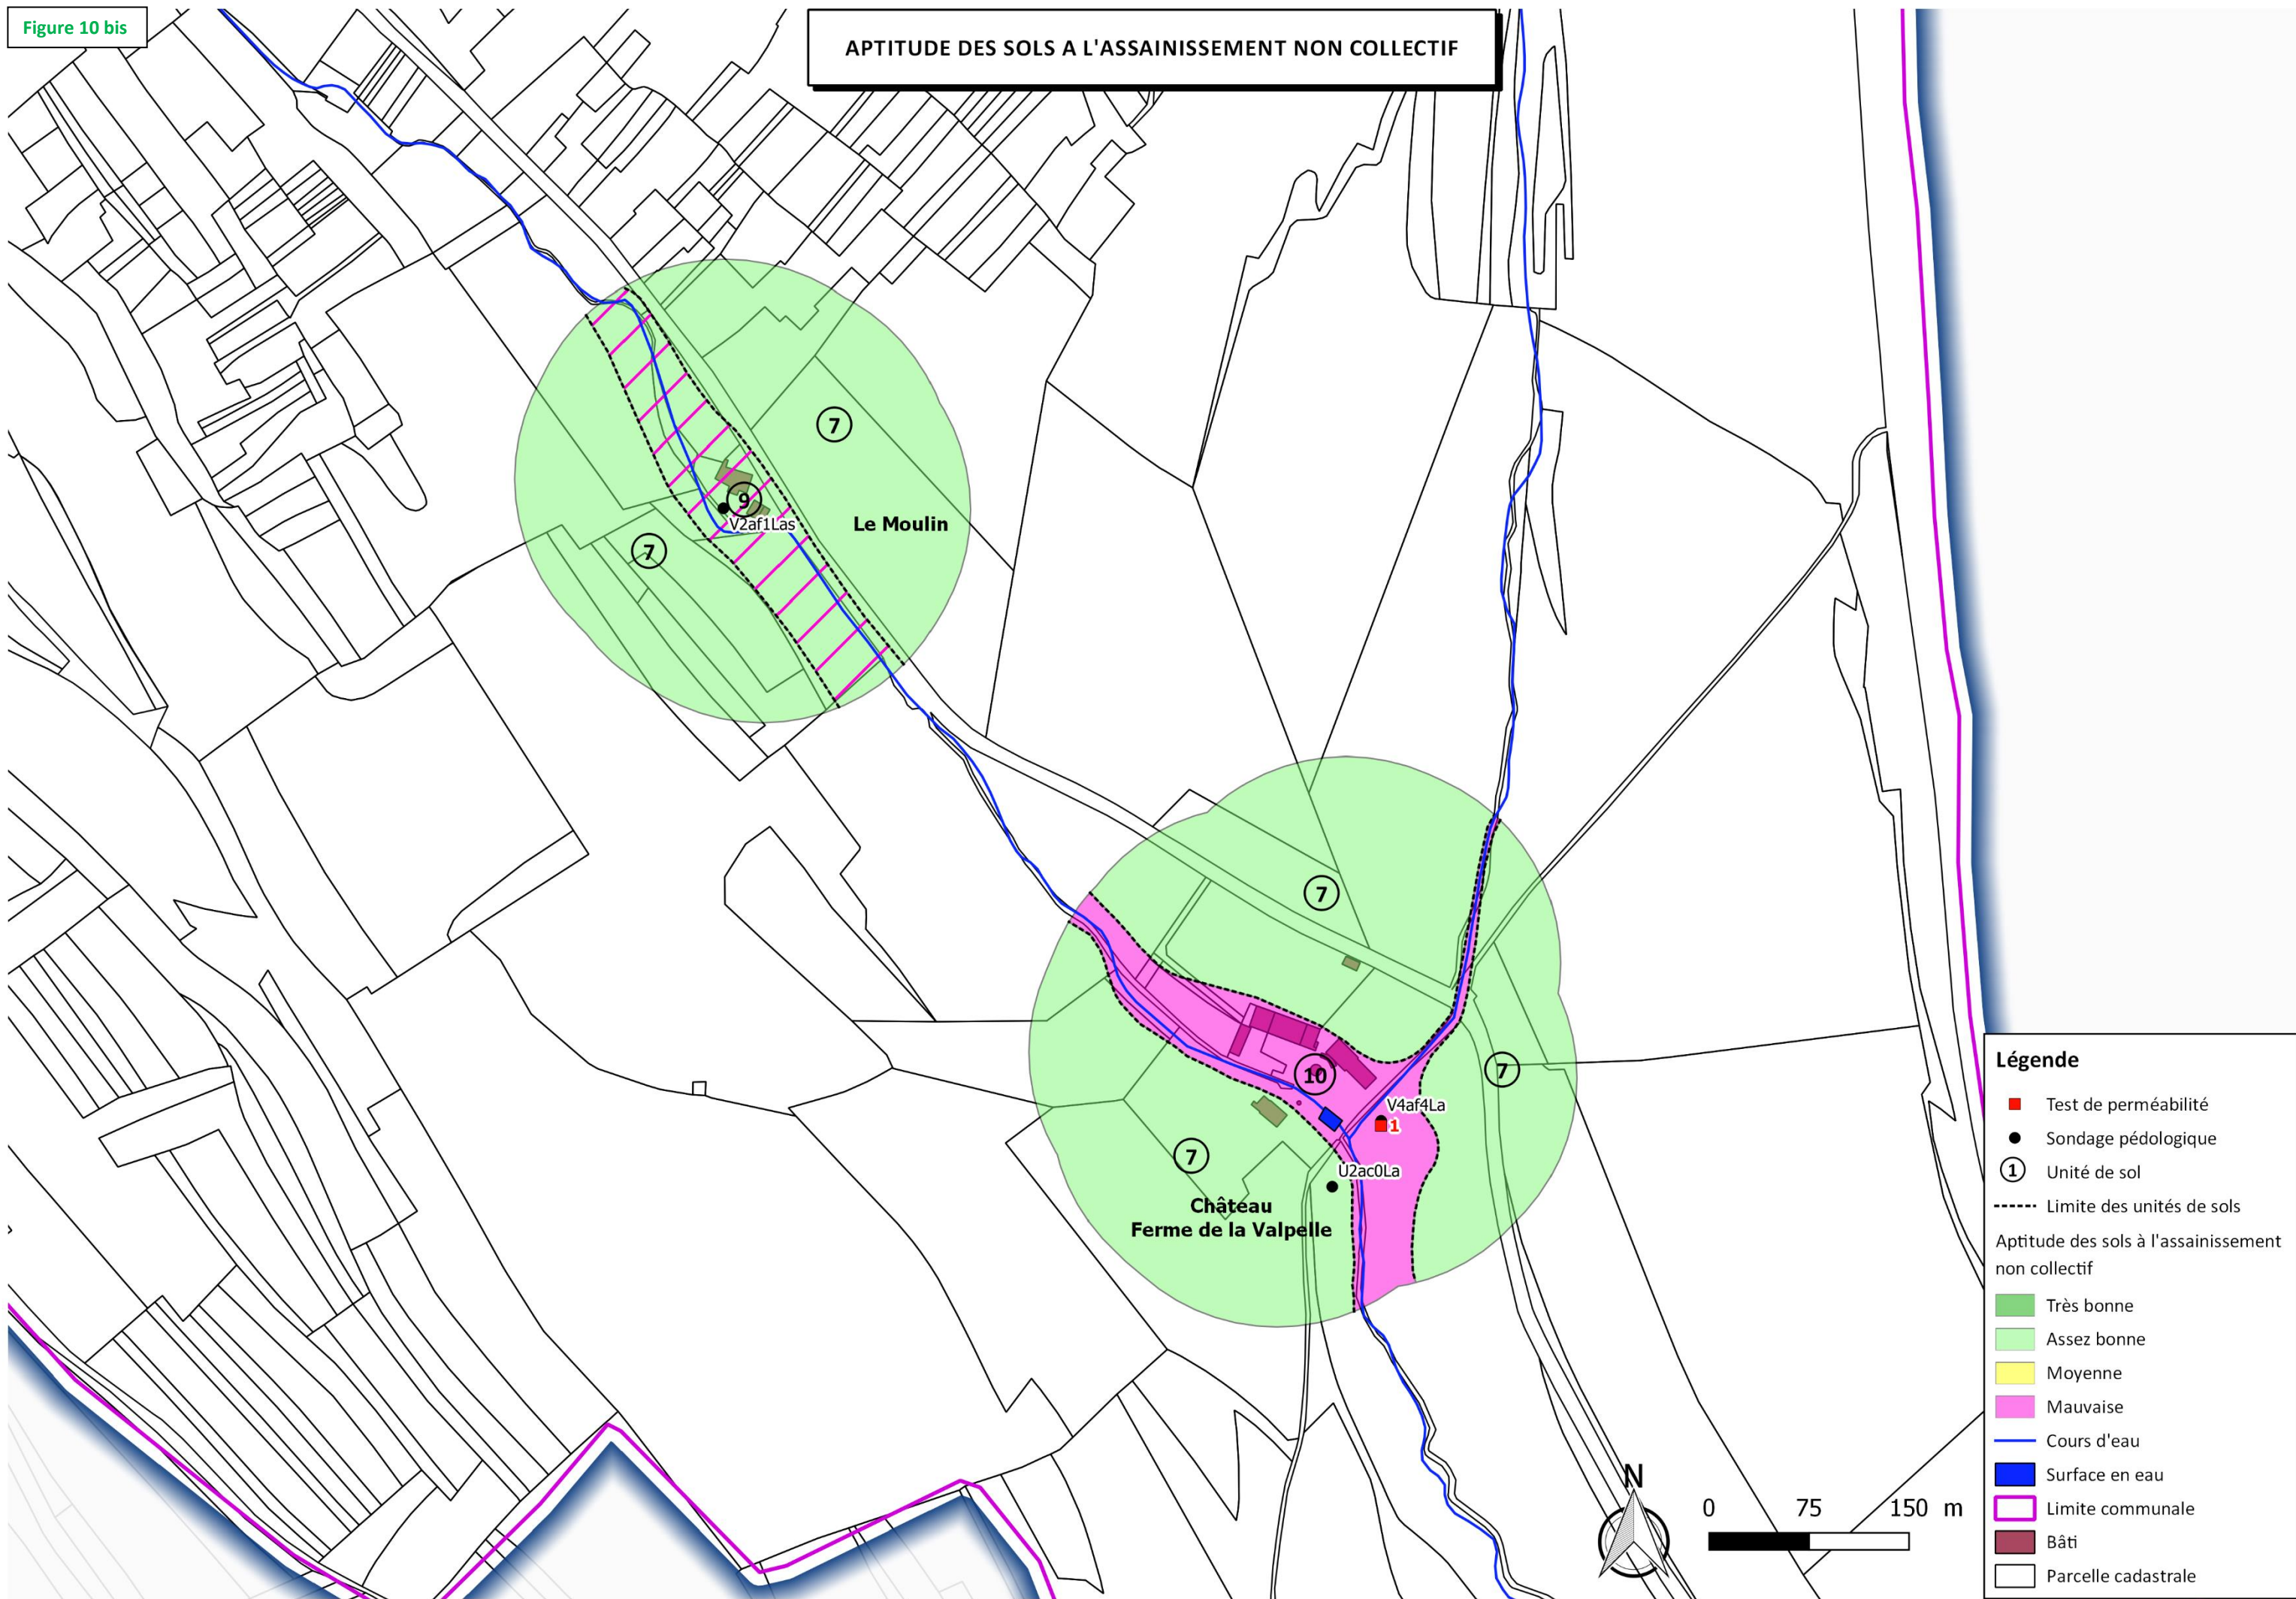 Figure 10 bis
APTITUDE DES SOLS A L'ASSAINISSEMENT NON COLLECTIF
7
9
V2af1Las
Le Moulin
7
7
10
7
V4af4La
1
7
U2ac0La
Château
Ferme de la Valpelle
Légende
Test de perméabilité
Sondage pédologique
1 Unité de sol
Limite des unités de sols
Aptitude des sols à l'assainissement
non collectif
Très bonne
Assez bonne
Moyenne
Mauvaise
Cours d'eau
Surface en eau
Limite communale
Bâti
Parcelle cadastrale
N
0 75 150 m